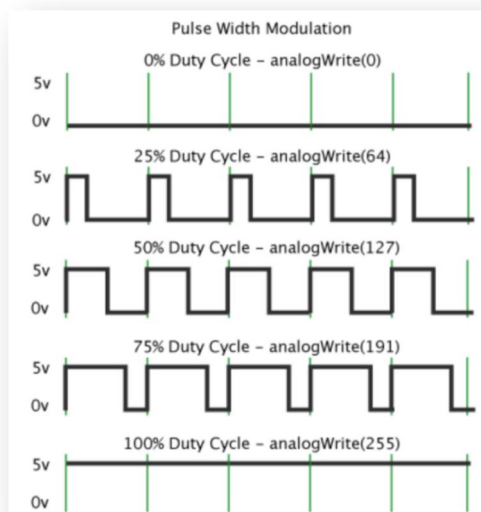 Pulse Width Modulation
0% Duty Cycle – analogWrite(0)
5v
0v
25% Duty Cycle – analogWrite(64)
5v
0v
50% Duty Cycle – analogWrite(127)
5v
0v
75% Duty Cycle – analogWrite(191)
5v
0v
100% Duty Cycle – analogWrite(255)
5v
0v